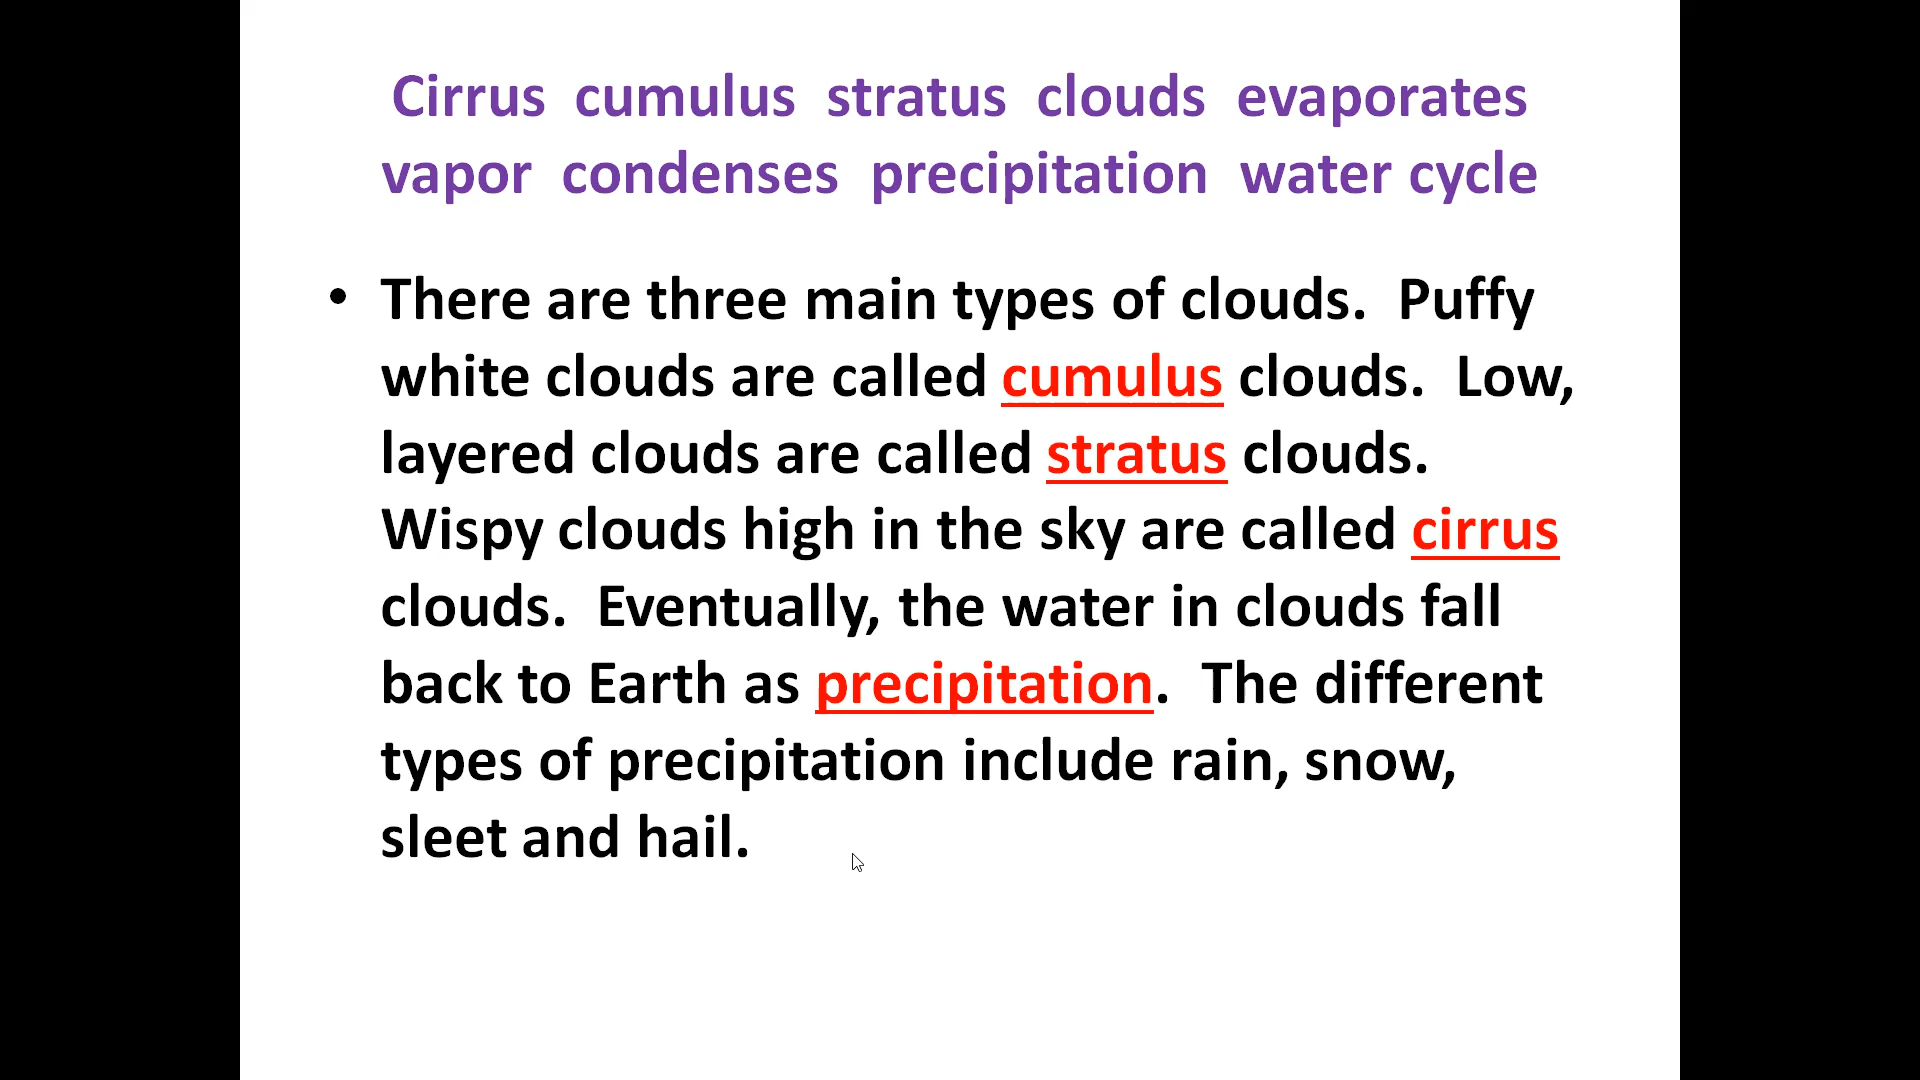 Cirrus cumulus stratus clouds evaporates
vapor condenses precipitation water cycle
• There are three main types of clouds. Puffy
white clouds are called cumulus clouds. Low,
layered clouds are called stratus clouds.
Wispy clouds high in the sky are called cirrus
clouds. Eventually, the water in clouds fall
back to Earth as precipitation. The different
types of precipitation include rain, snow,
sleet and hail.